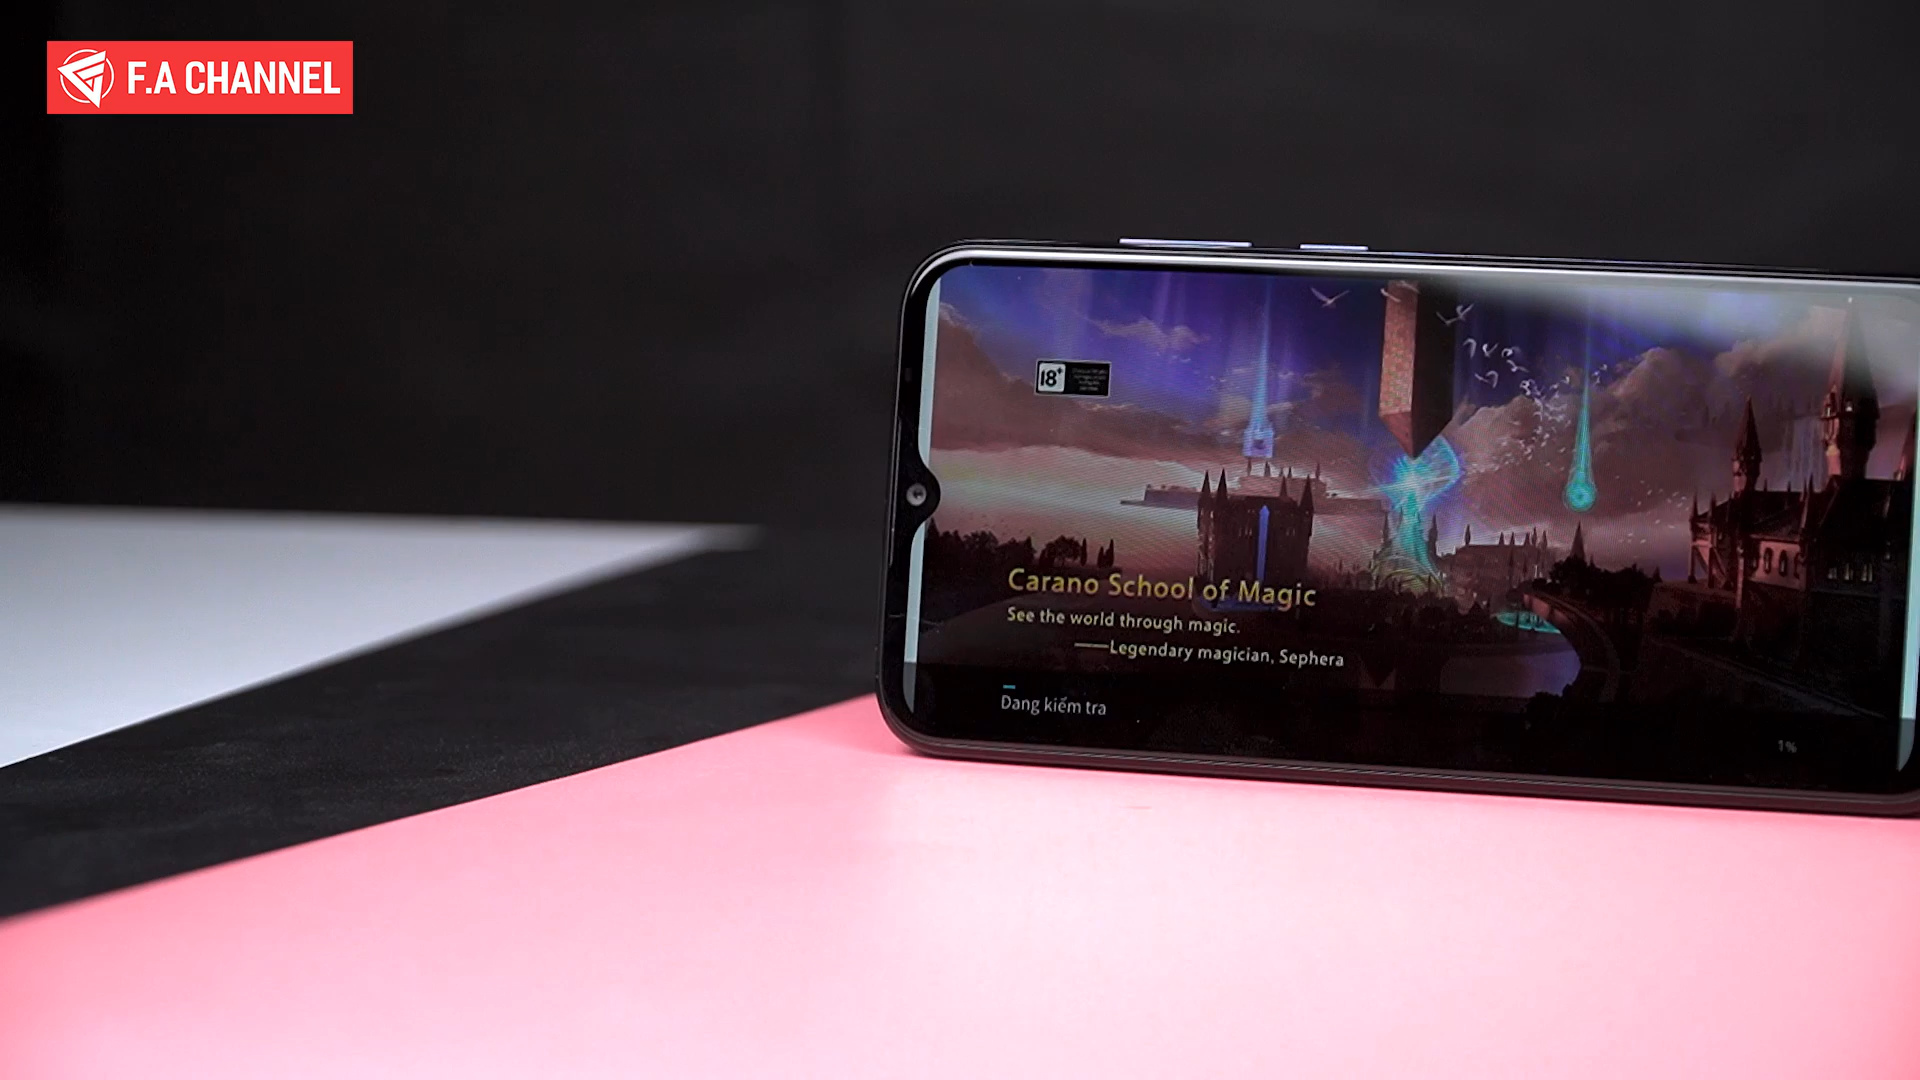 F.A CHANNEL
18+
Carano School of Magic
See the world through magic.
——Legendary magician, Sephera
Đang kiểm tra
1%